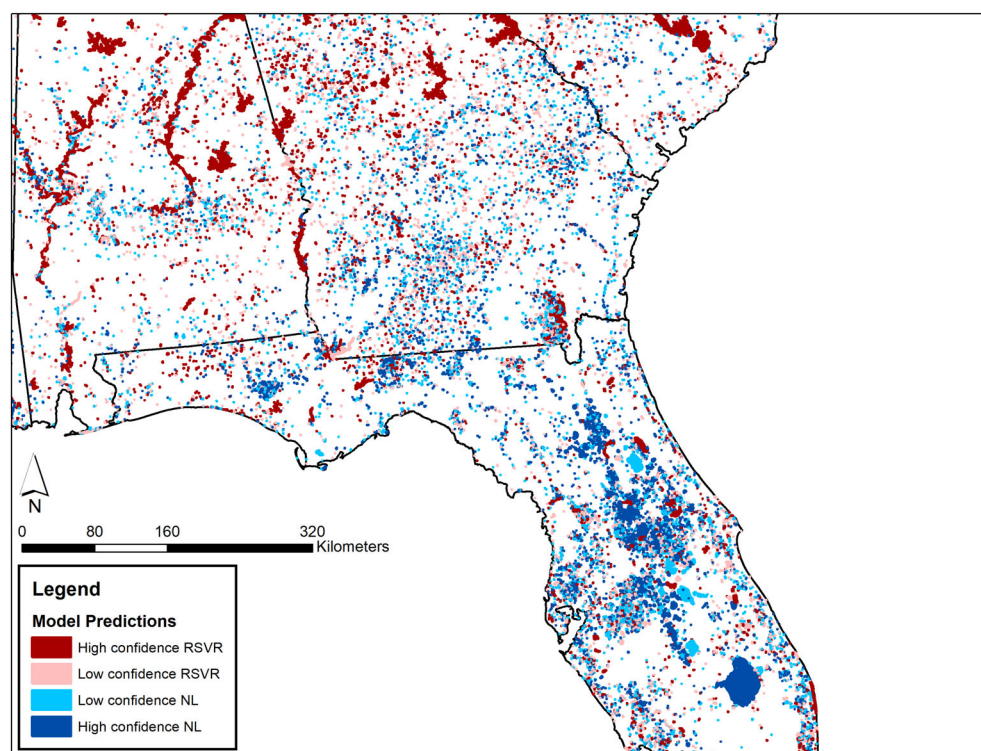 N
0 80 160 320
Kilometers
Legend
Model Predictions
High confidence RSVR
Low confidence RSVR
Low confidence NL
High confidence NL